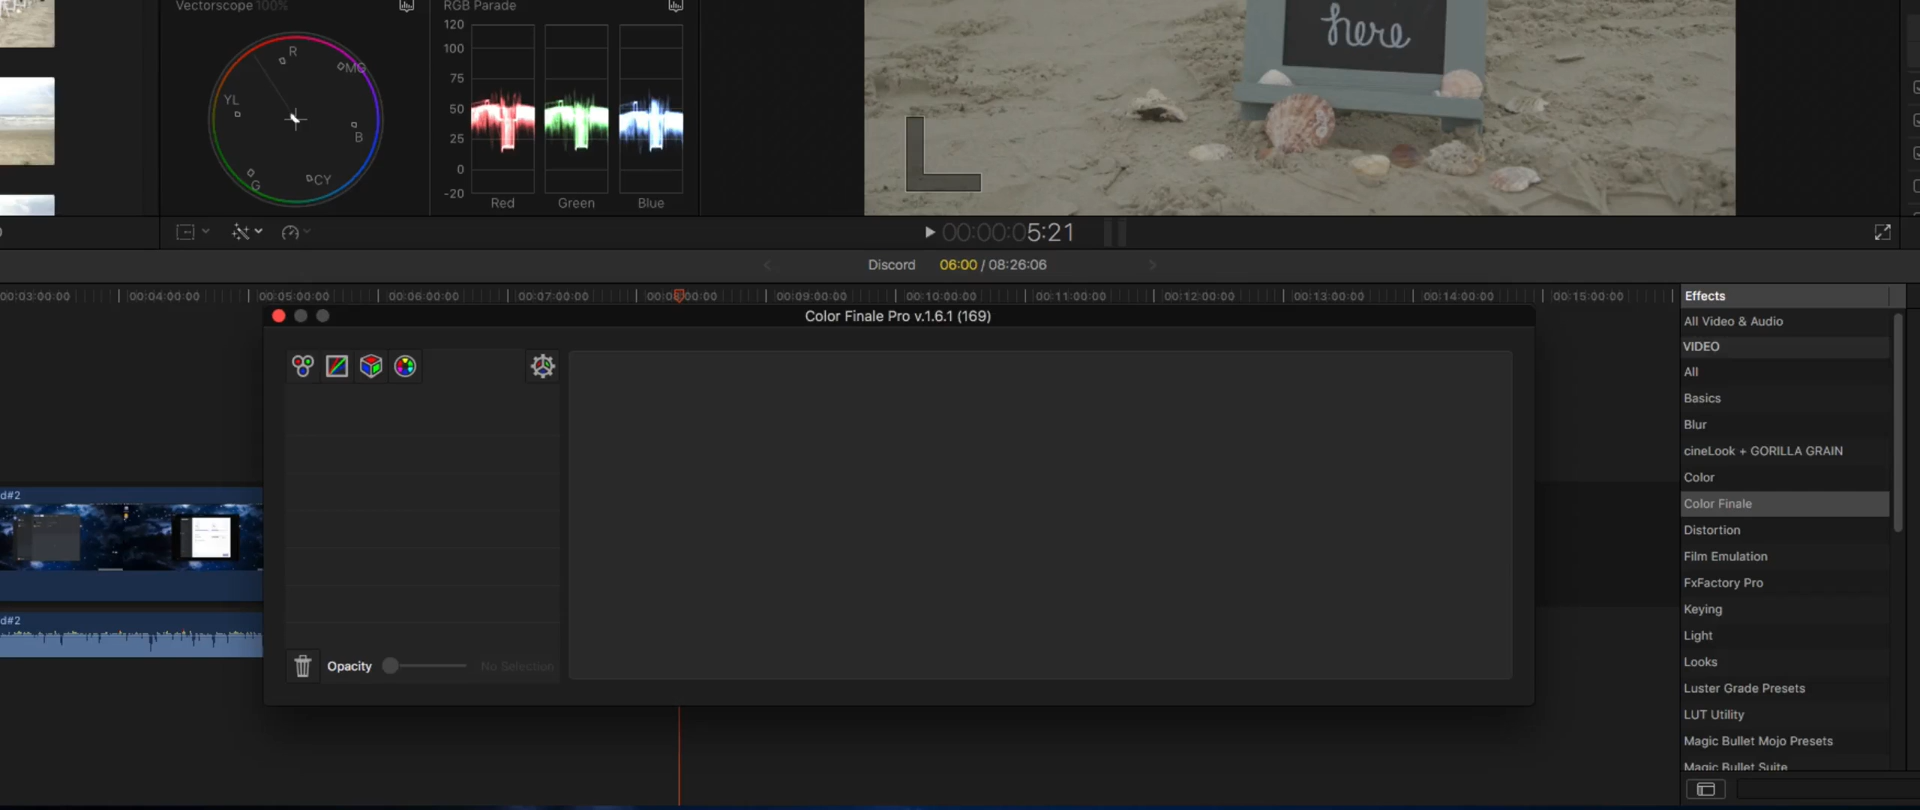 Vectorscope 100%
RGB Parade
R
MG
YL
B
G
CY
120
100
75
50
25
0
-20
Red Green Blue
here
00:00:05:21
Discord 06:00 / 08:26:06
00:03:00:00 00:04:00:00 00:05:00:00 00:06:00:00 00:07:00:00 00:08:00:00 00:09:00:00 00:10:00:00 00:11:00:00 00:12:00:00 00:13:00:00 00:14:00:00 00:15:00:00
Color Finale Pro v.1.6.1 (169)
Opacity No Selection
d#2
d#2
Effects
All Video & Audio
VIDEO
All
Basics
Blur
cineLook + GORILLA GRAIN
Color
Color Finale
Distortion
Film Emulation
FxFactory Pro
Keying
Light
Looks
Luster Grade Presets
LUT Utility
Magic Bullet Mojo Presets
Magic Bullet Suite